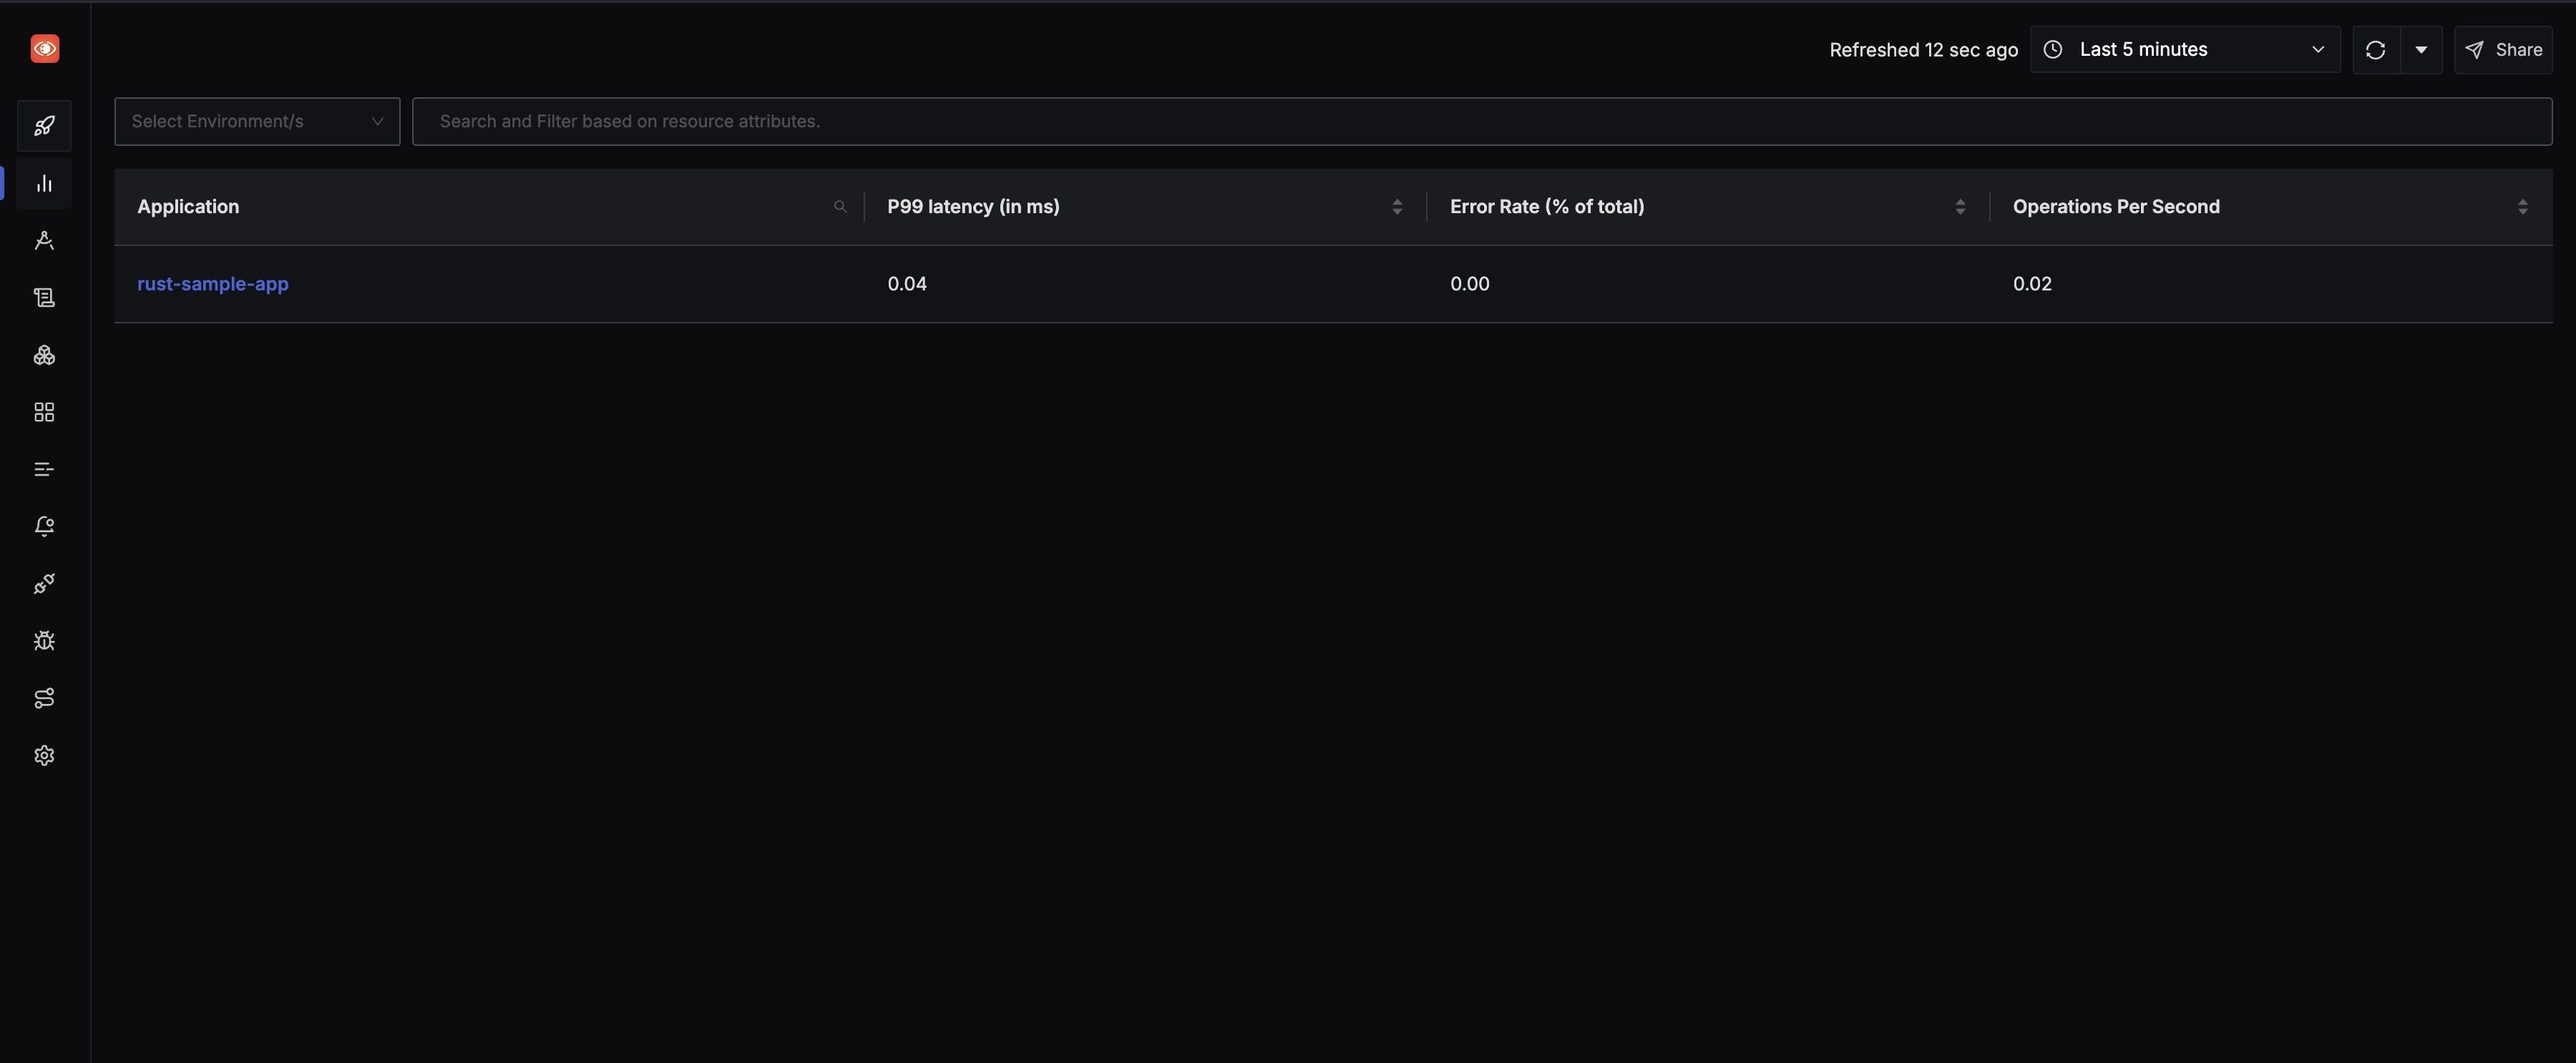 Refreshed 12 sec ago Last 5 minutes Share
Select Environment/s Search and Filter based on resource attributes.
Application P99 latency (in ms) Error Rate (% of total) Operations Per Second
rust-sample-app 0.04 0.00 0.02